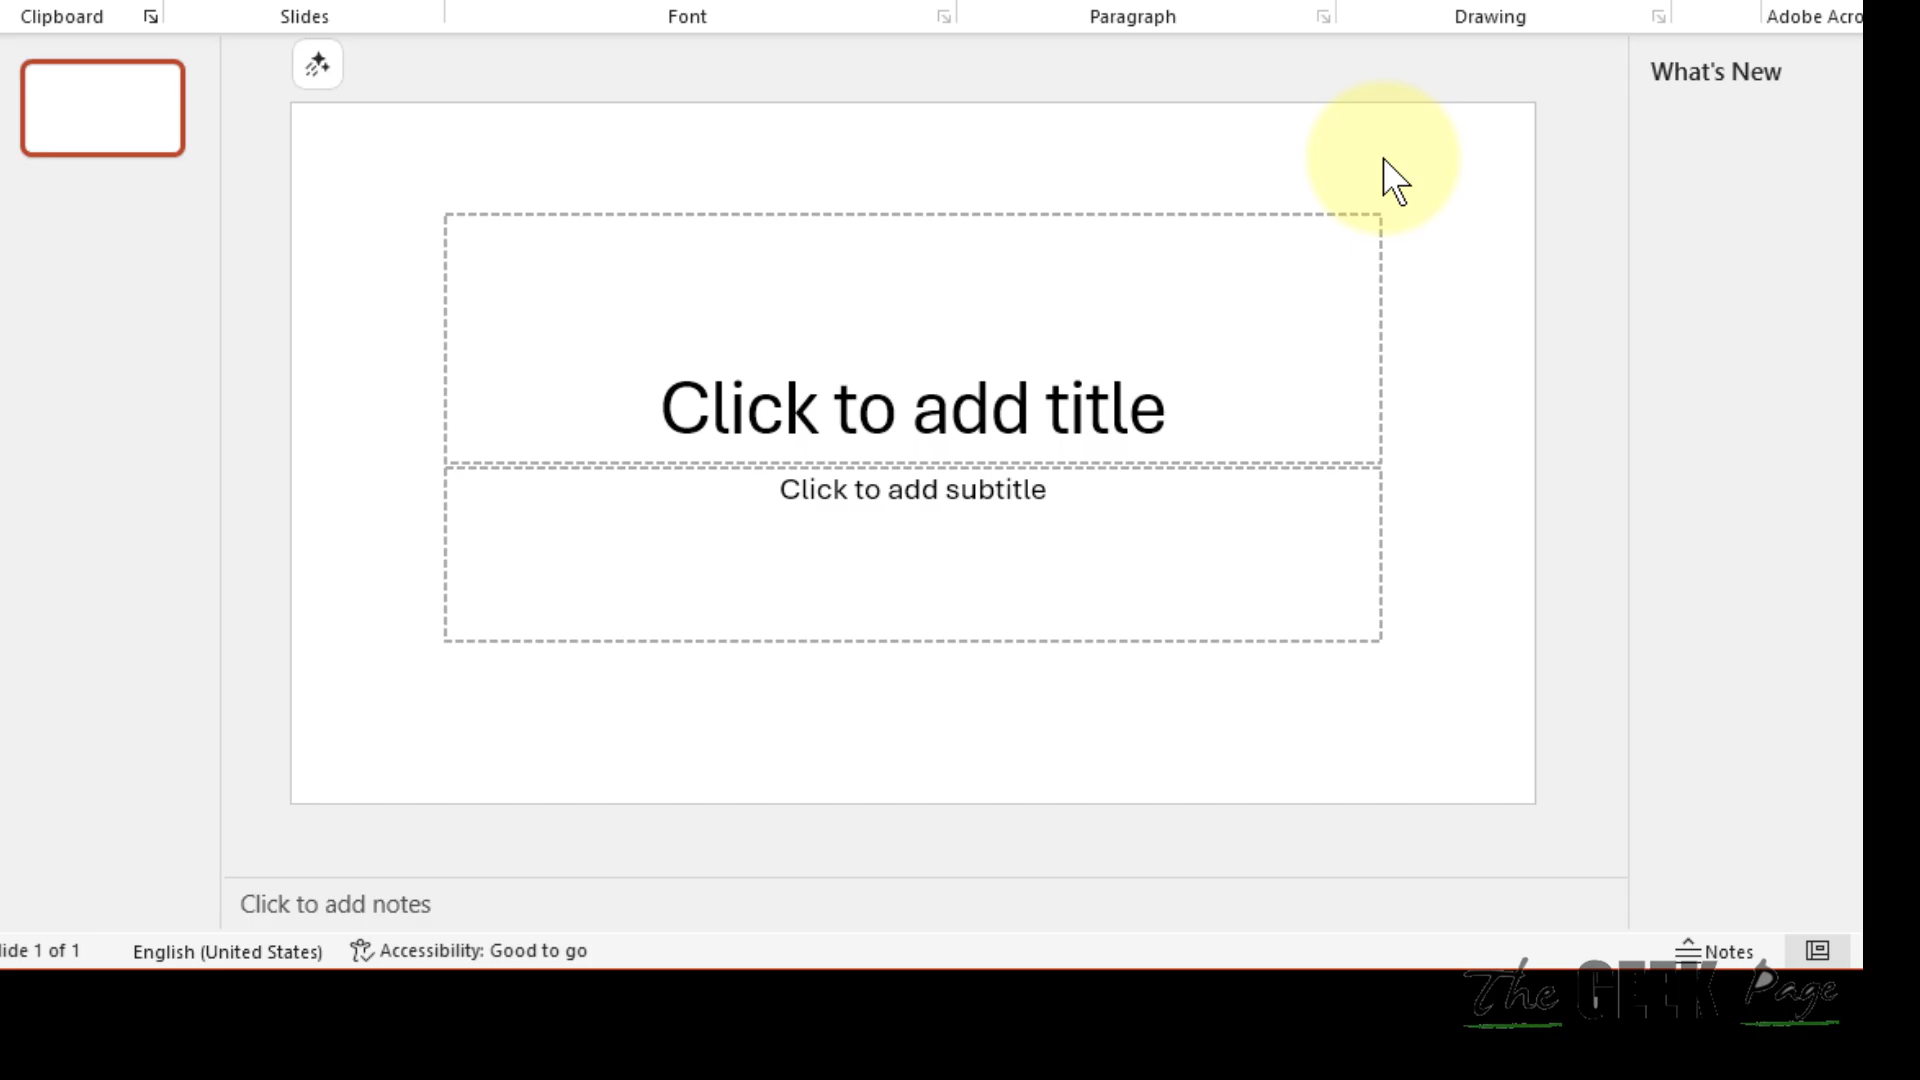 Clipboard
Slides
Font
Paragraph
Drawing
Adobe Acro
What's New
Click to add title
Click to add subtitle
Click to add notes
lide 1 of 1
English (United States)
Accessibility: Good to go
Notes
The GEEK Page